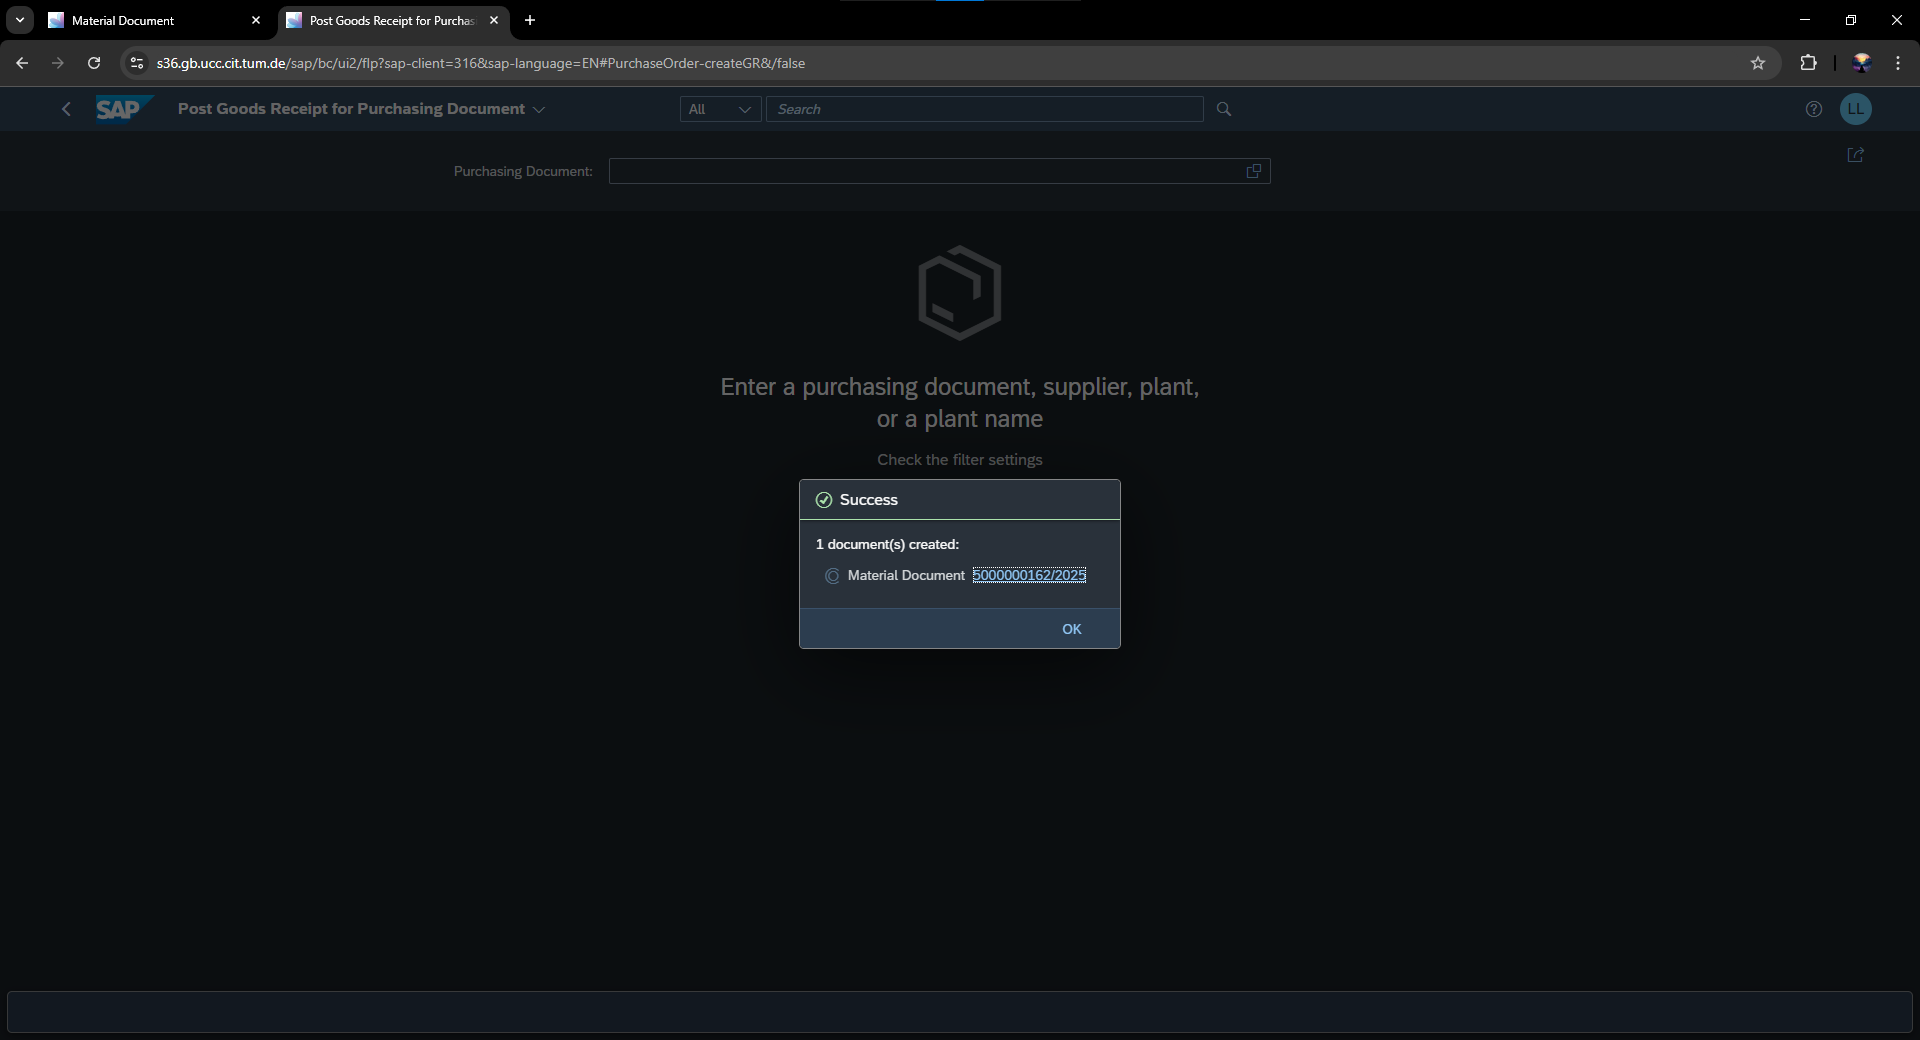 Material Document
Post Goods Receipt for Purchas
s36.gb.ucc.cit.tum.de/sap/bc/ui2/flp?sap-client=316&sap-language=EN#PurchaseOrder-createGR&/false
SAP
Post Goods Receipt for Purchasing Document
All
Search
LL
Purchasing Document:
Enter a purchasing document, supplier, plant,
or a plant name
Check the filter settings
Success
1 document(s) created:
Material Document 5000000162/2025
OK